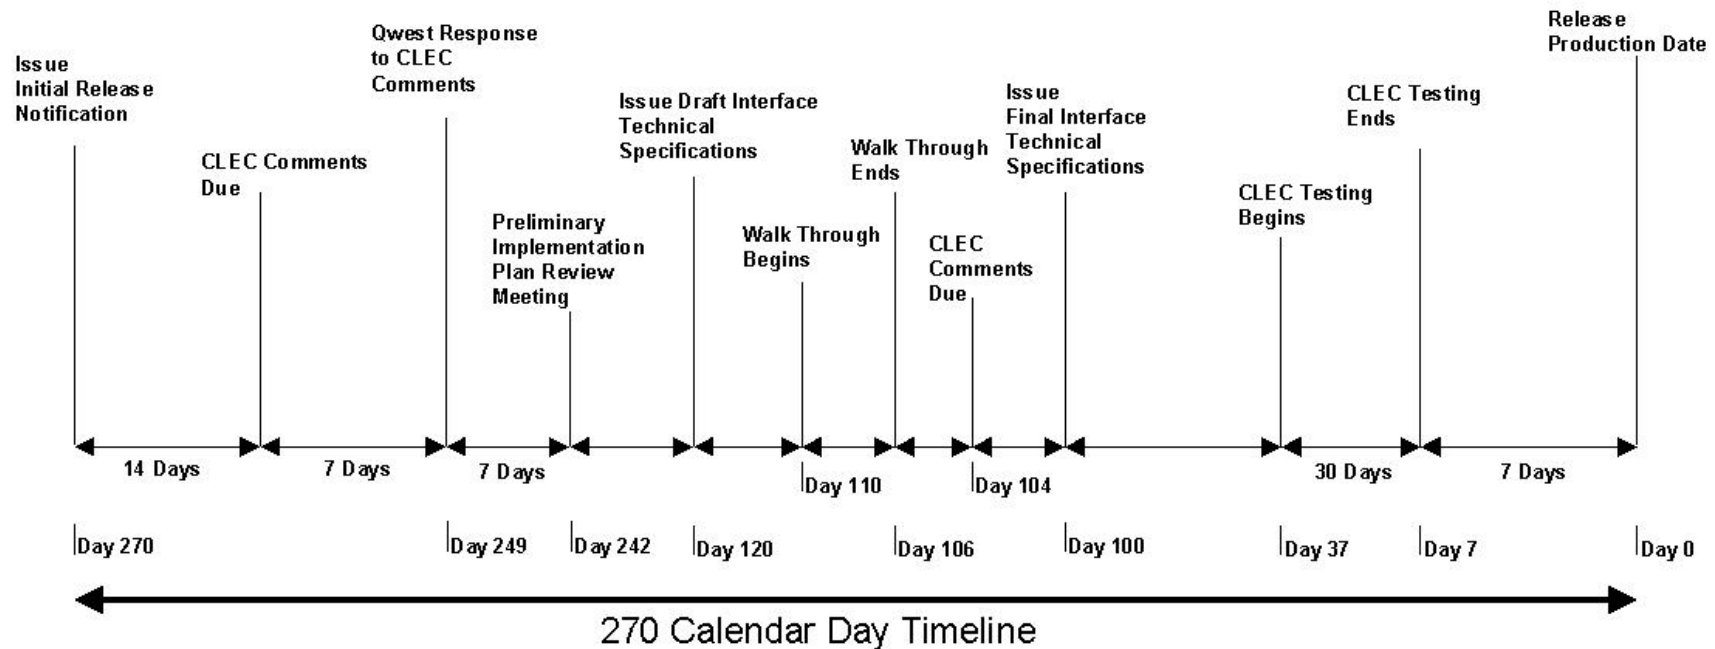 Release
Production Date
Qwest Response
to CLEC
Comments
Issue
Initial Release
Notification
Issue Draft Interface
Technical
Specifications
Issue
Final Interface
Technical
Specifications
CLEC Testing
Ends
CLEC Comments
Due
Walk Through
Ends
CLEC Testing
Begins
Preliminary
Implementation
Plan Review
Meeting
Walk Through
Begins
CLEC
Comments
Due
14 Days
7 Days
7 Days
30 Days
7 Days
Day 110
Day 104
Day 270
Day 249
Day 242
Day 120
Day 106
Day 100
Day 37
Day 7
Day 0
270 Calendar Day Timeline